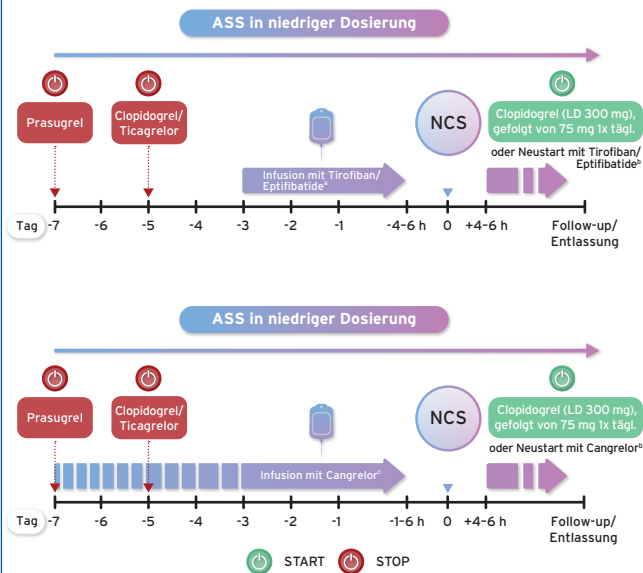 ASS in niedriger Dosierung
Prasugrel
Clopidogrel/
Ticagrelor
NCS
Clopidogrel (LD 300 mg),
gefolgt von 75 mg 1x tägl.
oder Neustart mit Tirofiban/
Eptifibatideᵇ
Infusion mit Tirofiban/
Eptifibatideᵃ
Tag -7 -6 -5 -4 -3 -2 -1 -4-6 h 0 +4-6 h Follow-up/
Entlassung
ASS in niedriger Dosierung
Prasugrel
Clopidogrel/
Ticagrelor
NCS
Clopidogrel (LD 300 mg),
gefolgt von 75 mg 1x tägl.
oder Neustart mit Cangrelorᵇ
Infusion mit Cangrelorᶜ
Tag -7 -6 -5 -4 -3 -2 -1 -1-6 h 0 +4-6 h Follow-up/
Entlassung
START STOP